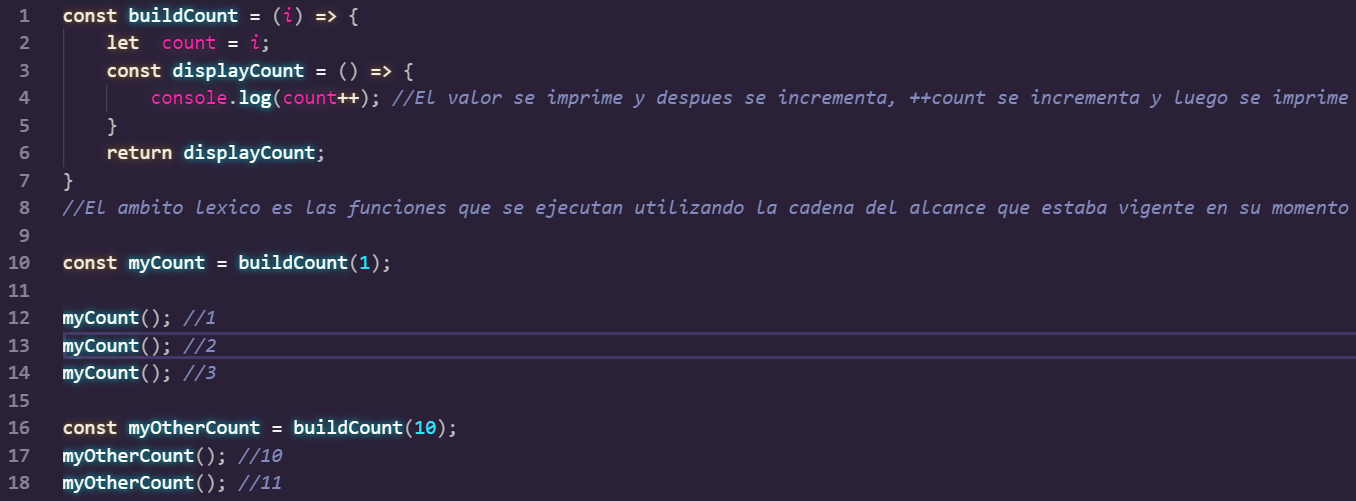 1 const buildCount = (i) => {
2 let  count = i;
3 const displayCount = () => {
4 console.log(count++); //El valor se imprime y despues se incrementa, ++count se incrementa y luego se imprime
5 }
6 return displayCount;
7 }
8 //El ambito lexico es las funciones que se ejecutan utilizando la cadena del alcance que estaba vigente en su momento
9
10 const myCount = buildCount(1);
11
12 myCount(); //1
13 myCount(); //2
14 myCount(); //3
15
16 const myOtherCount = buildCount(10);
17 myOtherCount(); //10
18 myOtherCount(); //11